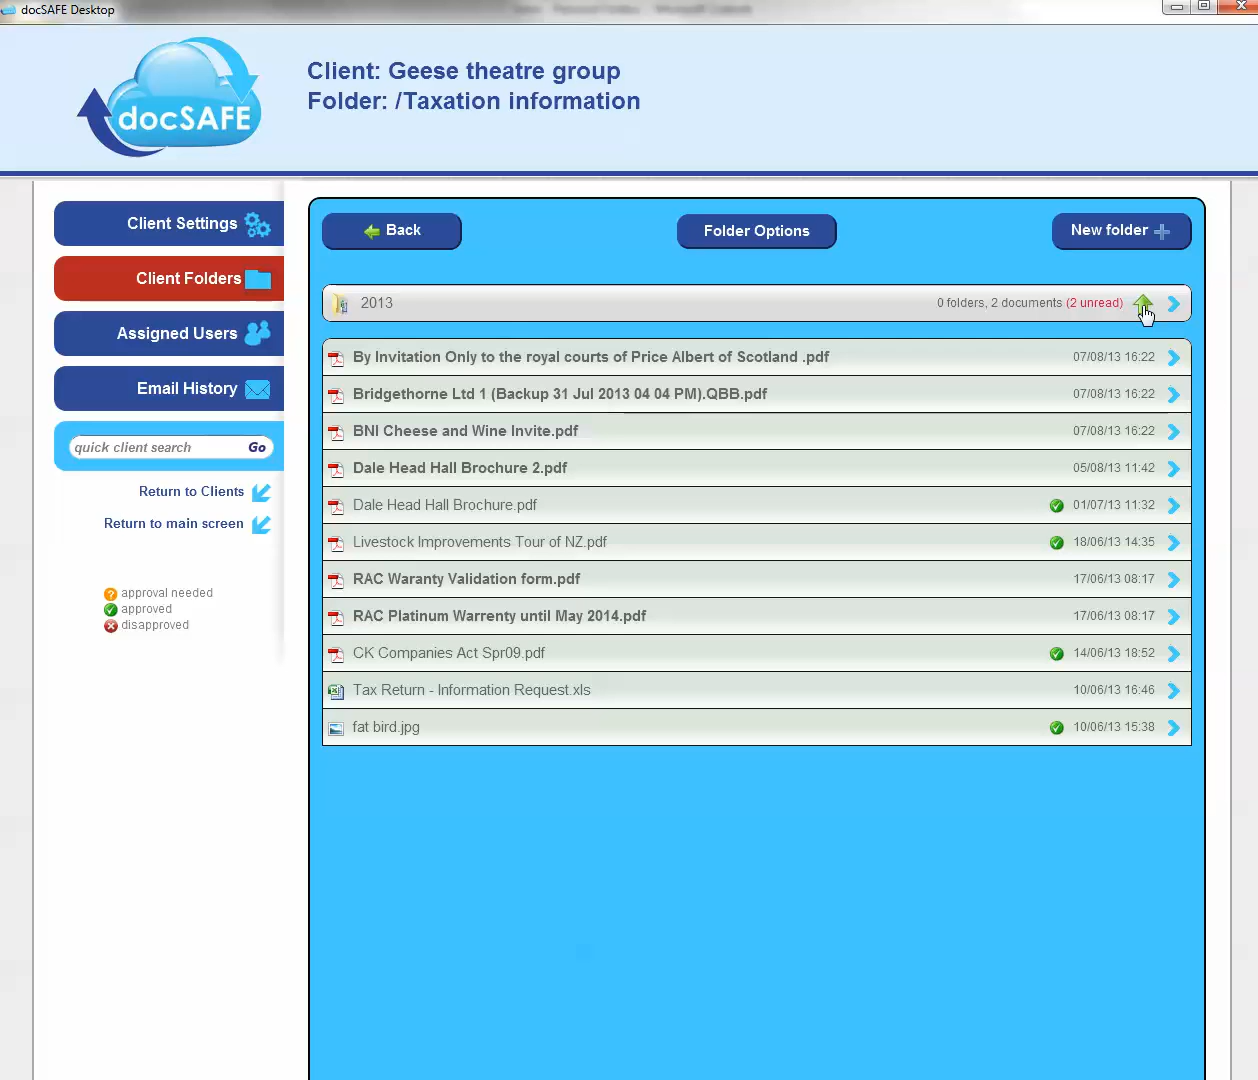 docSAFE Desktop
docSAFE
Client: Geese theatre group
Folder: /Taxation information
Client Settings
Client Folders
Assigned Users
Email History
quick client search Go
Return to Clients
Return to main screen
approval needed
approved
disapproved
Back Folder Options New folder
2013 0 folders, 2 documents (2 unread)
By Invitation Only to the royal courts of Price Albert of Scotland .pdf 07/08/13 16:22
Bridgethorne Ltd 1 (Backup 31 Jul 2013 04 04 PM).QBB.pdf 07/08/13 16:22
BNI Cheese and Wine Invite.pdf 07/08/13 16:22
Dale Head Hall Brochure 2.pdf 05/08/13 11:42
Dale Head Hall Brochure.pdf 01/07/13 11:32
Livestock Improvements Tour of NZ.pdf 18/06/13 14:35
RAC Waranty Validation form.pdf 17/06/13 08:17
RAC Platinum Warrenty until May 2014.pdf 17/06/13 08:17
CK Companies Act Spr09.pdf 14/06/13 18:52
Tax Return - Information Request.xls 10/06/13 16:46
fat bird.jpg 10/06/13 15:38